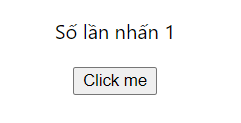 Số lần nhấn 1
Click me